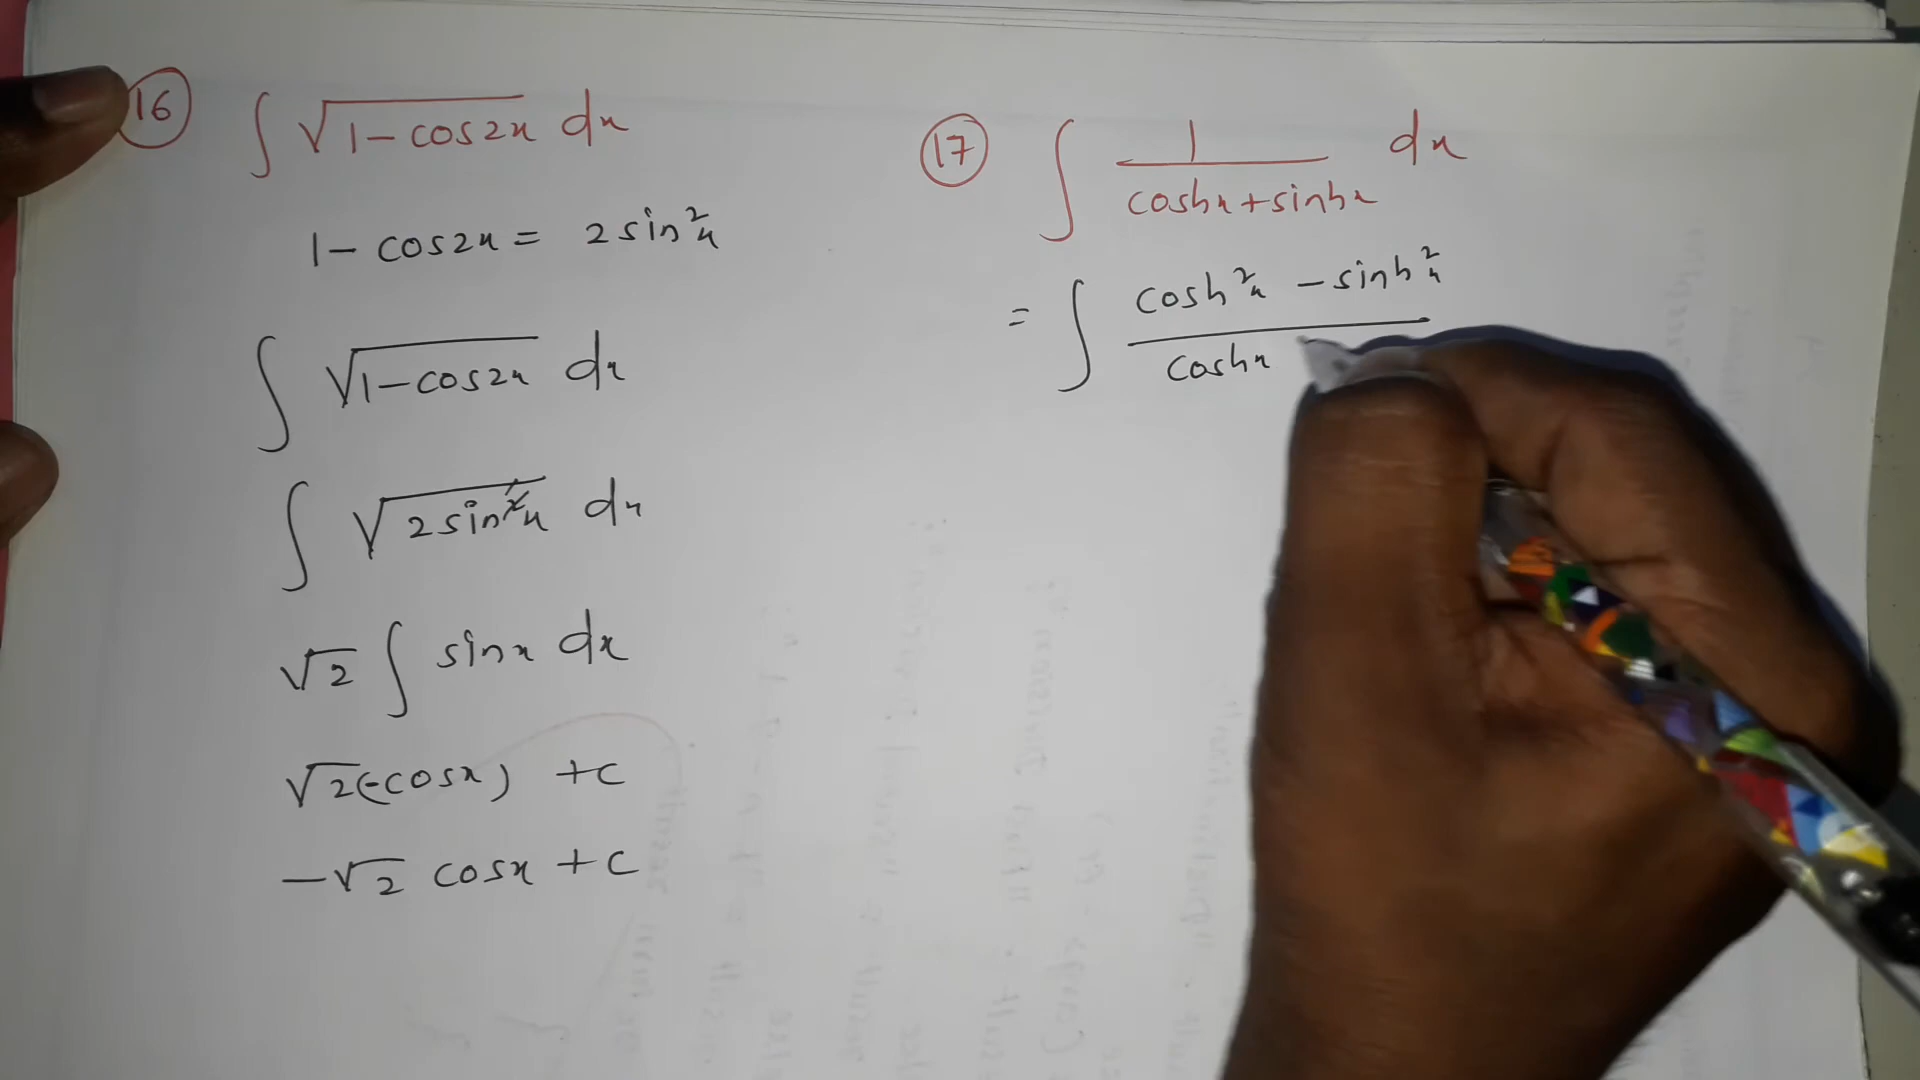 16 ∫ √1-cos2x dx
1-cos2x = 2sin²x
∫ √1-cos2x dx
∫ √2sin²x dx
√2 ∫ sinx dx
√2(-cosx) +c
-√2 cosx +c
17 ∫ 1/(coshx+sinhx) dx
= ∫ (cosh²x - sinh²x)/(coshx